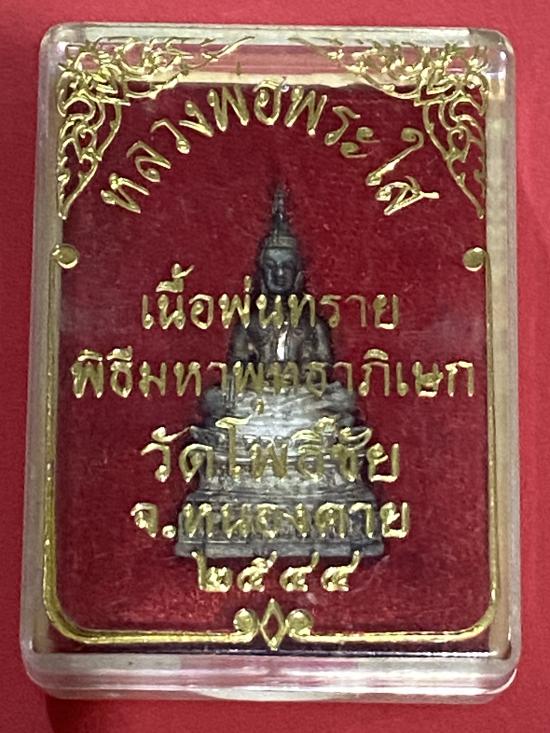 หลวงพ่อพระใส
เนื้อพ่นทราย
พิธีมหาพุทธาภิเษก
วัดโพธิ์ชัย
จ.หนองคาย
๒๕๔๔